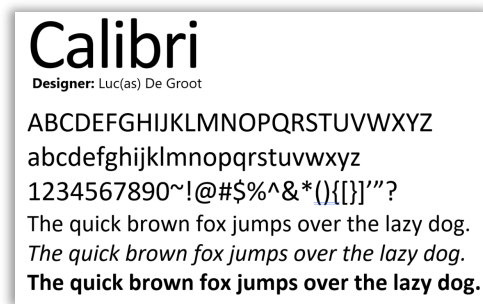 Calibri
Designer: Luc(as) De Groot
ABCDEFGHIJKLMNOPQRSTUVWXYZ
abcdefghijklmnopqrstuvwxyz
1234567890~!@#$%^&*(){[}]’”?
The quick brown fox jumps over the lazy dog.
The quick brown fox jumps over the lazy dog.
The quick brown fox jumps over the lazy dog.